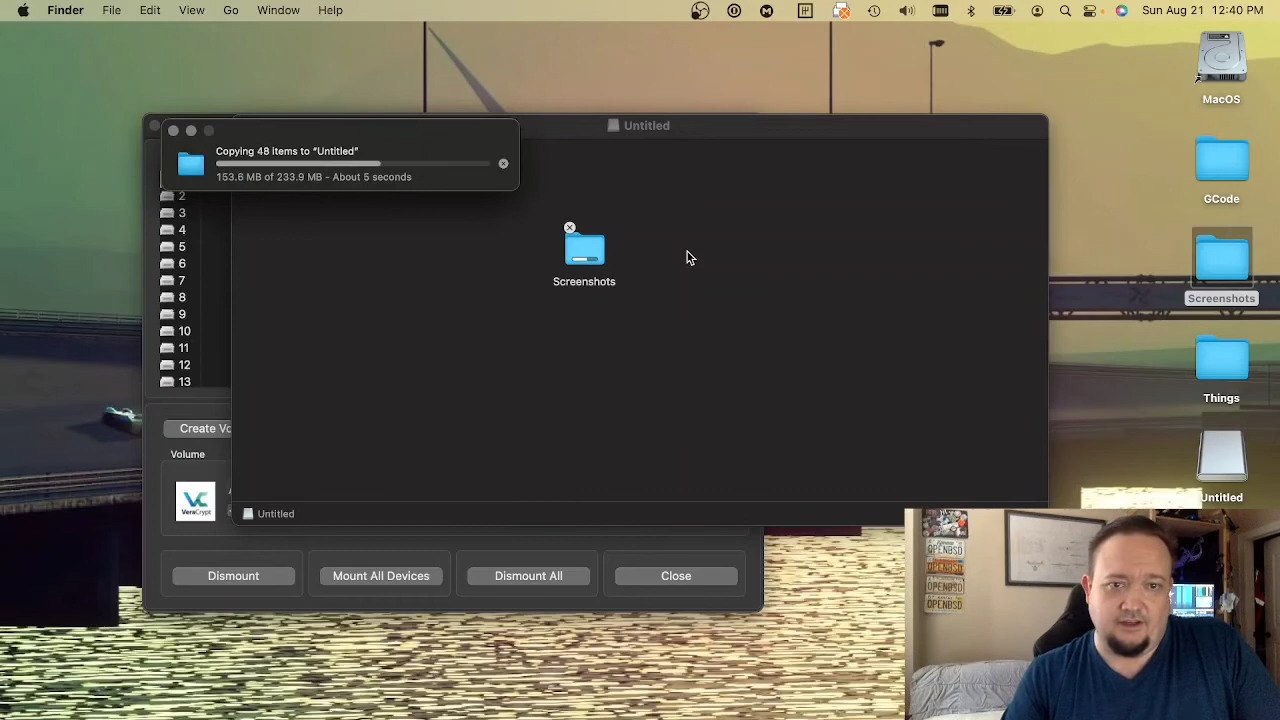 Finder File Edit View Go Window Help
Sun Aug 21 12:40 PM
MacOS
Untitled
Copying 48 items to “Untitled”
153.6 MB of 233.9 MB – About 5 seconds
2
3
4
5
6
7
8
9
10
11
12
13
Screenshots
GCode
Screenshots
Things
Untitled
Create Vo
Volume
VC
VeraCrypt
Untitled
Dismount
Mount All Devices
Dismount All
Close
OPENBSD
OPENBSD
OPENBSD
OPENBSD